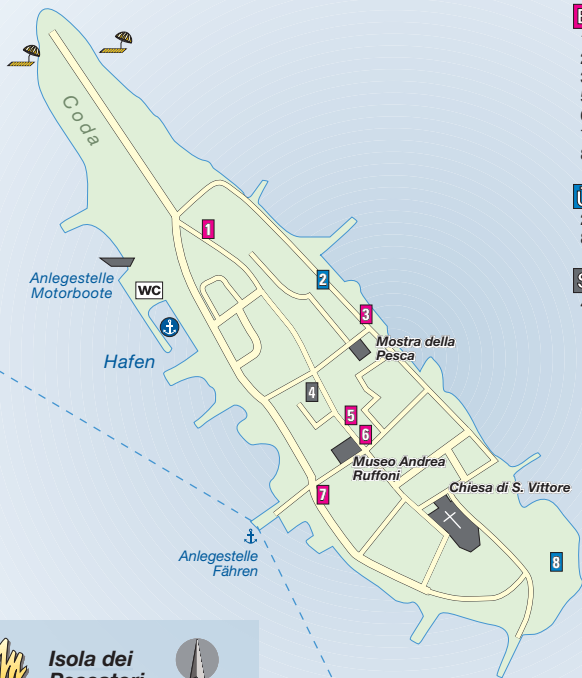 Coda
1
Anlegestelle
Motorboote
WC
2
Hafen
3
Mostra della
Pesca
4
5
6
Museo Andrea
Ruffoni
7
Chiesa di S. Vittore
Anlegestelle
Fähren
8
Isola dei
Pescatori